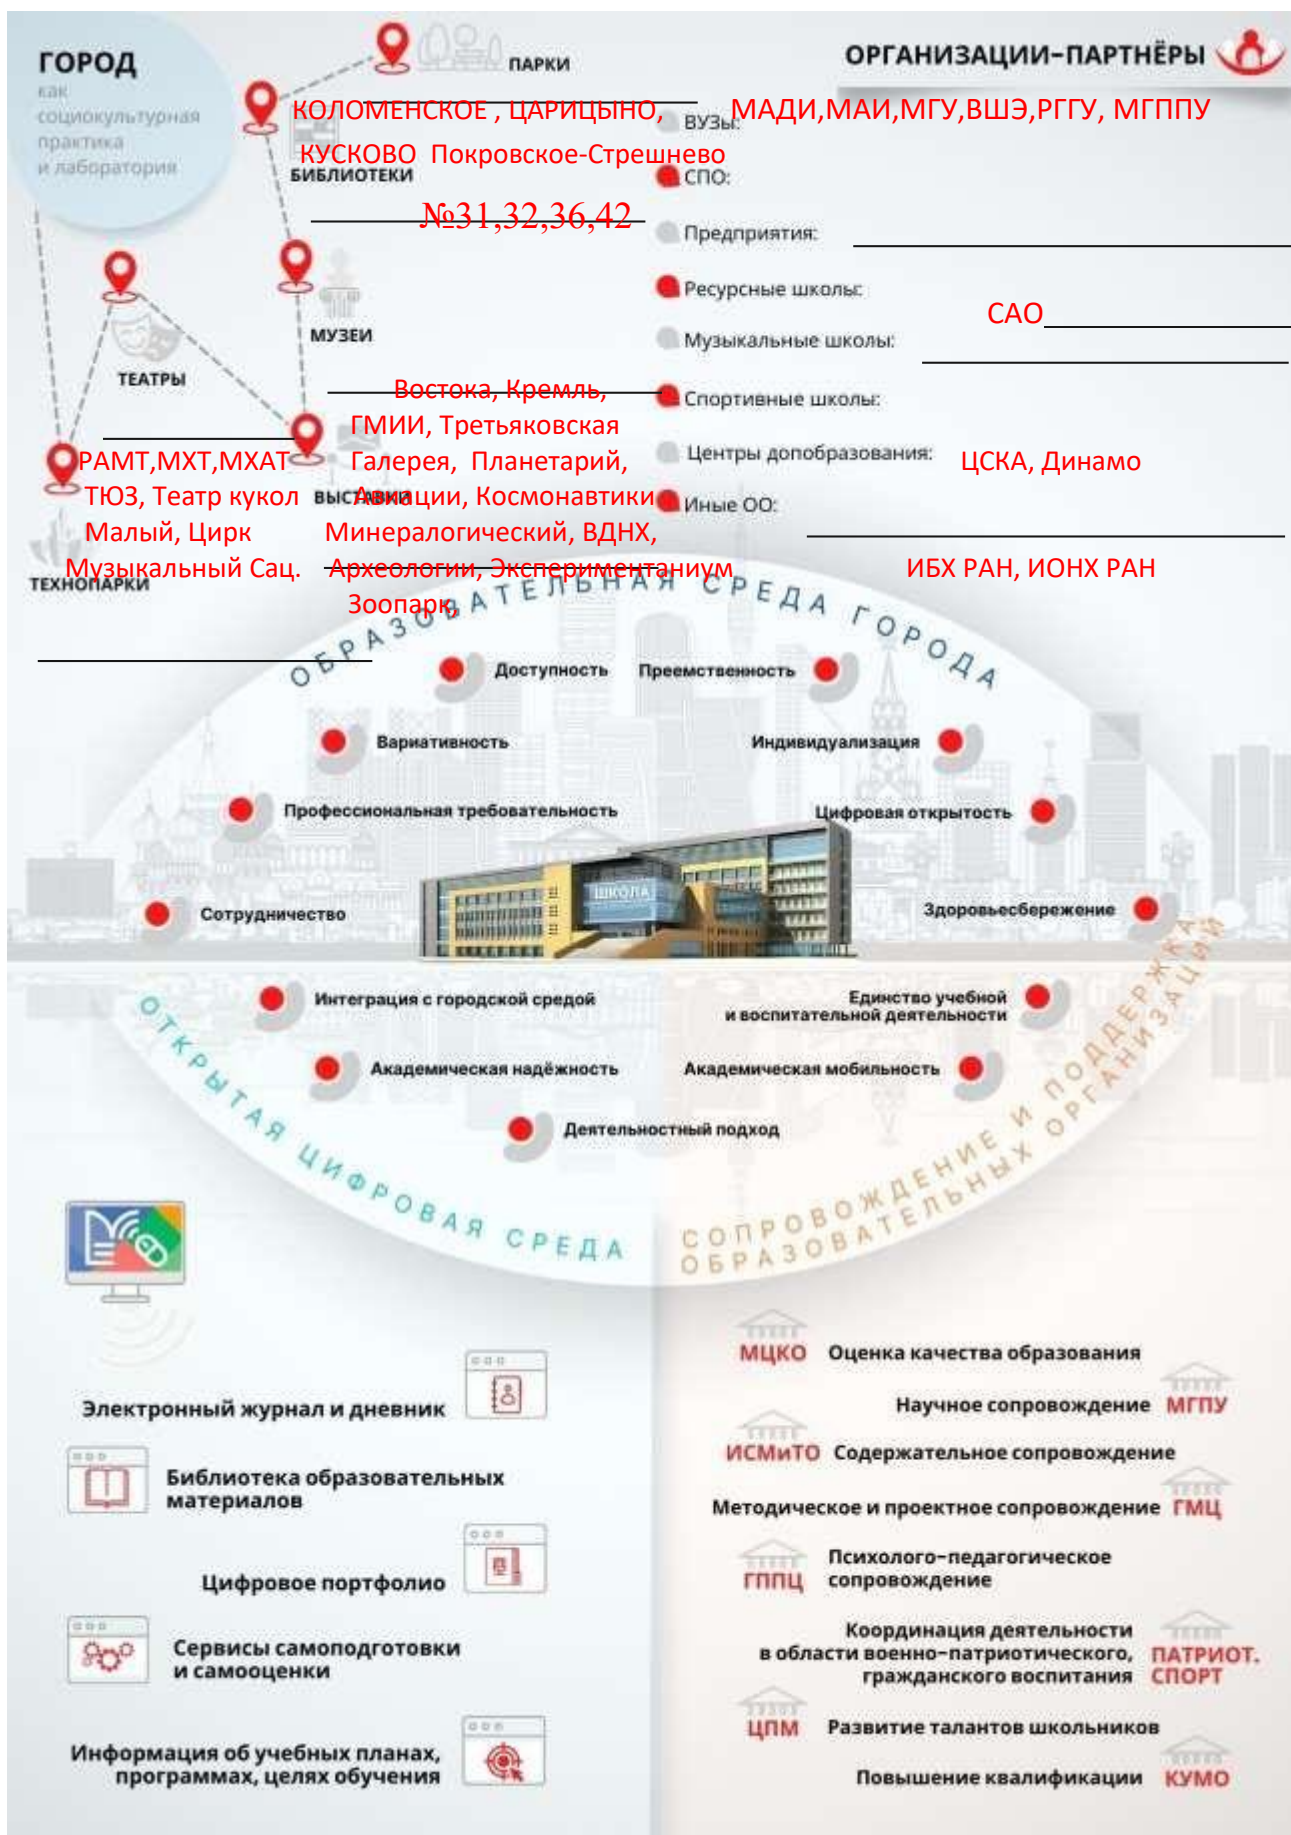 ГОРОД
как
социокультурная
практика
и лаборатория
ПАРКИ
КОЛОМЕНСКОЕ , ЦАРИЦЫНО,
КУСКОВО Покровское-Стрешнево
БИБЛИОТЕКИ
№31,32,36,42
МУЗЕИ
Востока, Кремль,
ГМИИ, Третьяковская
Галерея, Планетарий,
Авиации, Космонавтики
Минералогический, ВДНХ,
Археологии, Экспериментаниум
Зоопарк,
ВЫСТАВКИ
ТЕАТРЫ
РАМТ,МХТ,МХАТ
ТЮЗ, Театр кукол
Малый, Цирк
Музыкальный Сац.
ТЕХНОПАРКИ
ОРГАНИЗАЦИИ-ПАРТНЁРЫ
ВУЗы:
МАДИ,МАИ,МГУ,ВШЭ,РГГУ, МГППУ
СПО:
Предприятия:
Ресурсные школы:
САО
Музыкальные школы:
Спортивные школы:
Центры допобразования:
ЦСКА, Динамо
Иные ОО:
ИБХ РАН, ИОНХ РАН
ОБРАЗОВАТЕЛЬНАЯ СРЕДА ГОРОДА
Доступность
Преемственность
Вариативность
Индивидуализация
Профессиональная требовательность
Цифровая открытость
ШКОЛА
Сотрудничество
Здоровьесбережение
Интеграция с городской средой
Единство учебной
и воспитательной деятельности
Академическая надёжность
Академическая мобильность
Деятельностный подход
ОТКРЫТАЯ ЦИФРОВАЯ СРЕДА
СОПРОВОЖДЕНИЕ И ПОДДЕРЖКА
ОБРАЗОВАТЕЛЬНЫХ ОРГАНИЗАЦИЙ
Электронный журнал и дневник
Библиотека образовательных
материалов
Цифровое портфолио
Сервисы самоподготовки
и самооценки
Информация об учебных планах,
программах, целях обучения
МЦКО Оценка качества образования
Научное сопровождение МГПУ
ИСМиТО Содержательное сопровождение
Методическое и проектное сопровождение ГМЦ
ГППЦ Психолого-педагогическое
сопровождение
Координация деятельности
в области военно-патриотического,
гражданского воспитания
ПАТРИОТ.
СПОРТ
ЦПМ Развитие талантов школьников
Повышение квалификации КУМО